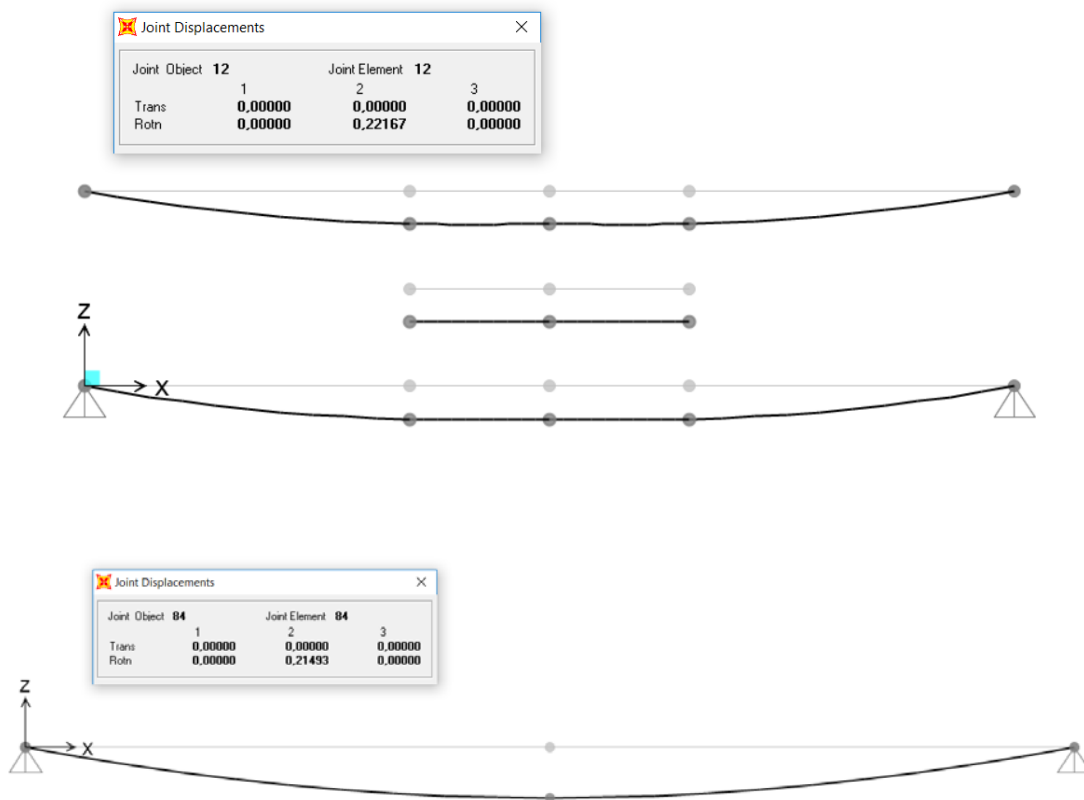 Joint Displacements
Joint Object 12 Joint Element 12
1 2 3
Trans 0,00000 0,00000 0,00000
Rotn 0,00000 0,22167 0,00000
Z
X
Joint Displacements
Joint Object 84 Joint Element 84
1 2 3
Trans 0,00000 0,00000 0,00000
Rotn 0,00000 0,21493 0,00000
Z
X